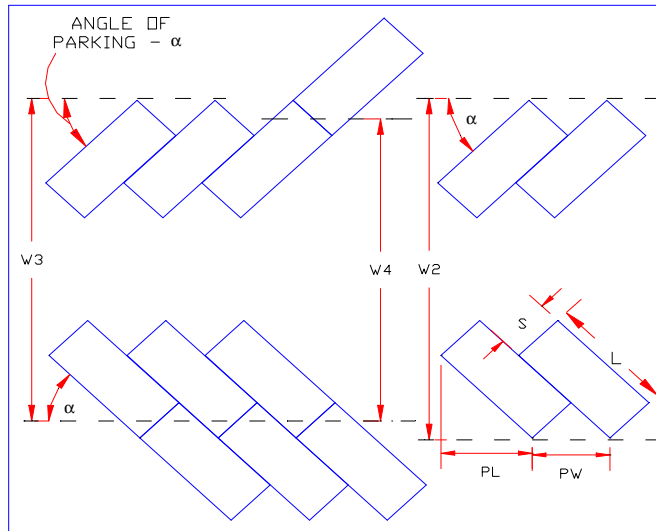 ANGLE OF
PARKING - α
α
W3
W4
W2
S
L
α
PL
PW